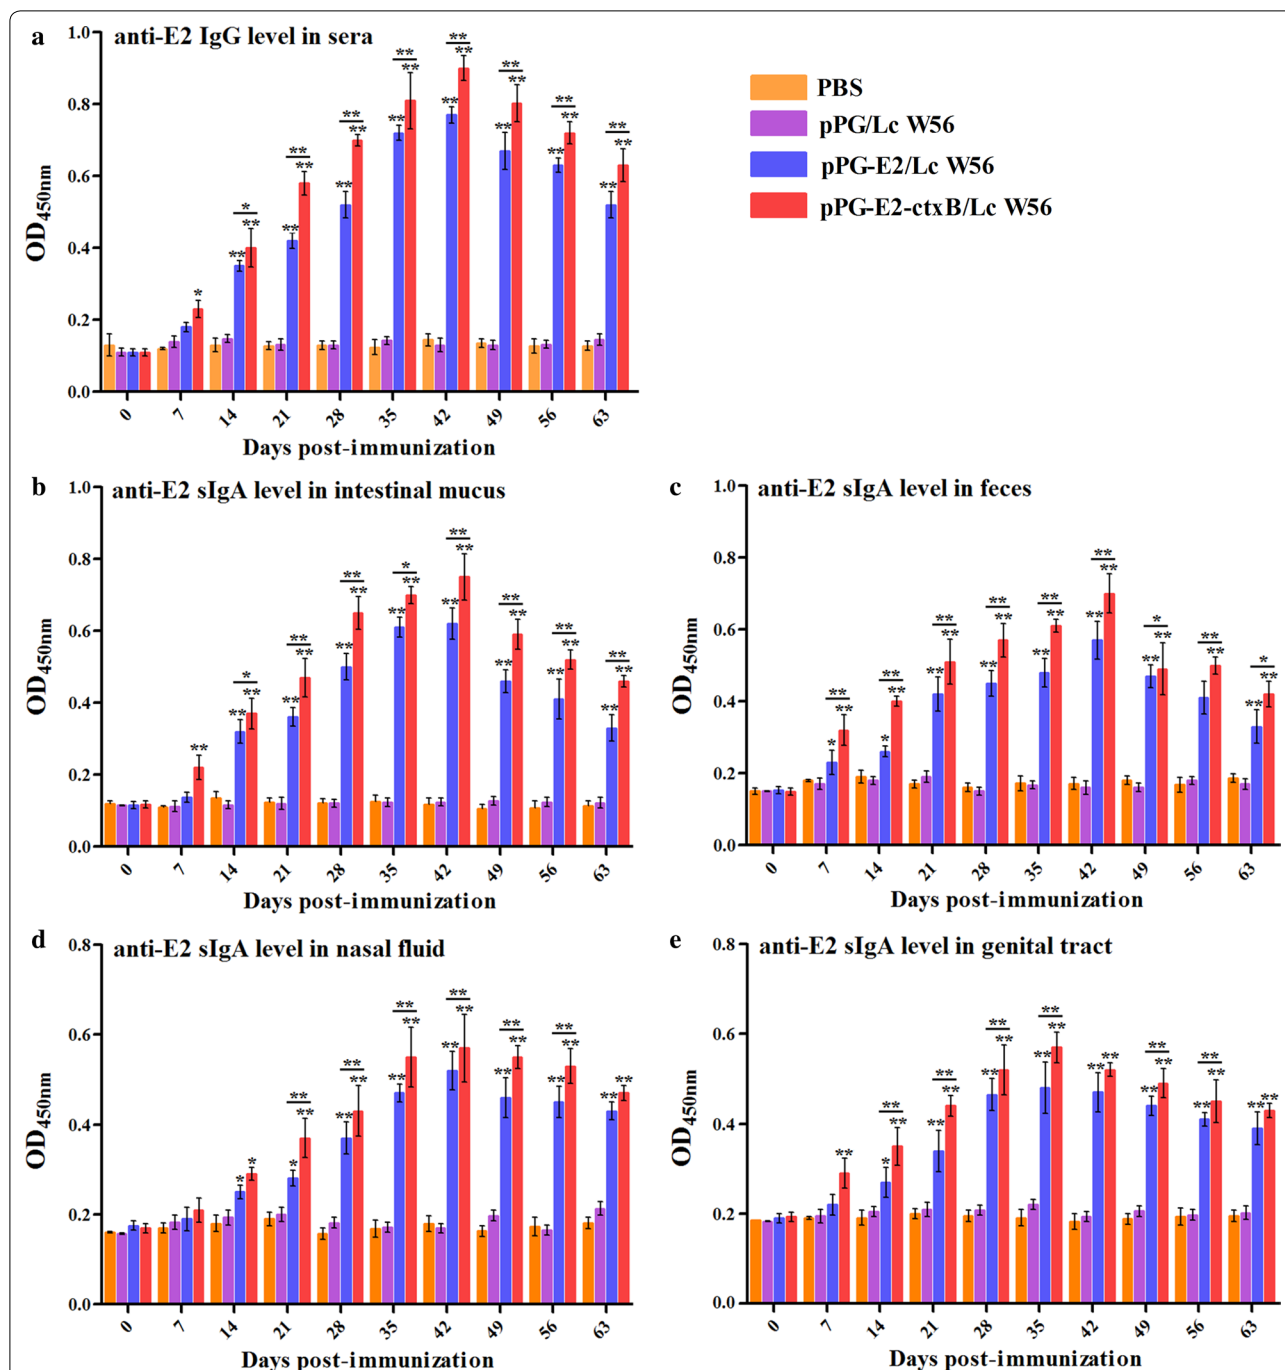 a
anti-E2 IgG level in sera
1.0
0.8
0.6
0.4
0.2
0.0
OD450nm
0 7 14 21 28 35 42 49 56 63
Days post-immunization
PBS
pPG/Lc W56
pPG-E2/Lc W56
pPG-E2-ctxB/Lc W56
b
anti-E2 sIgA level in intestinal mucus
1.0
0.8
0.6
0.4
0.2
0.0
OD450nm
0 7 14 21 28 35 42 49 56 63
Days post-immunization
c
anti-E2 sIgA level in feces
1.0
0.8
0.6
0.4
0.2
0.0
OD450nm
0 7 14 21 28 35 42 49 56 63
Days post-immunization
d
anti-E2 sIgA level in nasal fluid
0.8
0.6
0.4
0.2
0.0
OD450nm
0 7 14 21 28 35 42 49 56 63
Days post-immunization
e
anti-E2 sIgA level in genital tract
0.8
0.6
0.4
0.2
0.0
OD450nm
0 7 14 21 28 35 42 49 56 63
Days post-immunization